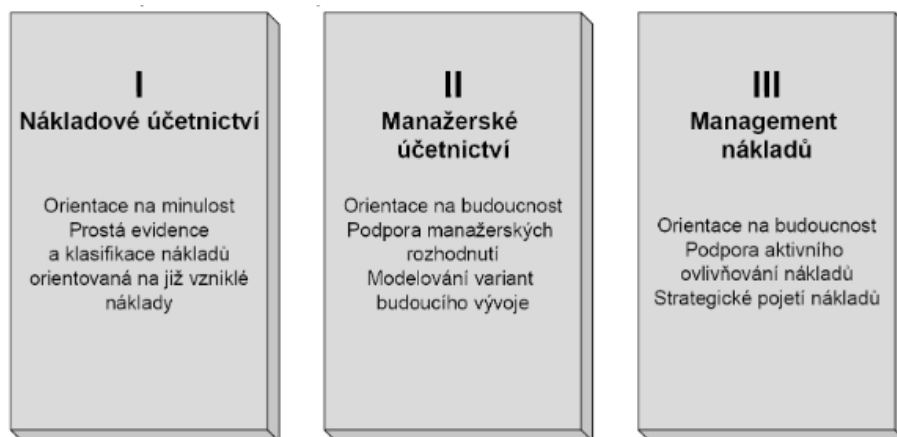 I
Nákladové účetnictví
Orientace na minulost
Prostá evidence
a klasifikace nákladů
orientovaná na již vzniklé
náklady
II
Manažerské
účetnictví
Orientace na budoucnost
Podpora manažerských
rozhodnutí
Modelování variant
budoucího vývoje
III
Management
nákladů
Orientace na budoucnost
Podpora aktivního
ovlivňování nákladů
Strategické pojetí nákladů